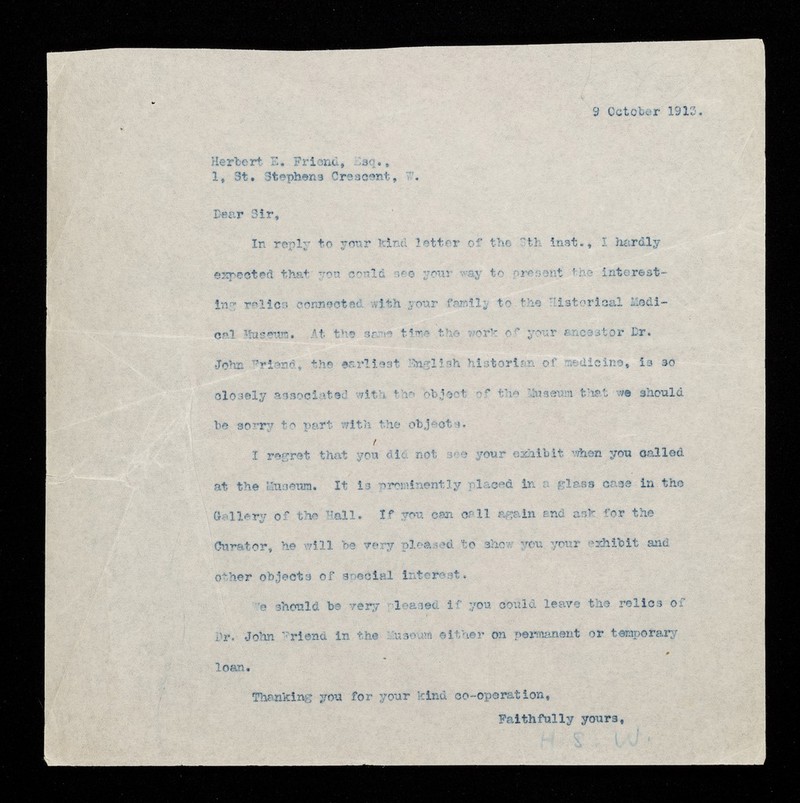 9 October 1913.
Herbert E. Friend, Esq.,
1, St. Stephens Crescent, W.
Dear Sir,
In reply to your kind letter of the 8th inst., I hardly
expected that you could see your way to present the interest-
ing relics connected with your family to the Historical Medi-
cal Museum. At the same time the work of your ancestor Dr.
John Friend, the earliest English historian of medicine, is so
closely associated with the object of the Museum that we should
be sorry to part with the objects.
I regret that you did not see your exhibit when you called
at the Museum. It is prominently placed in a glass case in the
Gallery of the Hall. If you can call again and ask for the
Curator, he will be very pleased to show you your exhibit and
other objects of special interest.
We should be very pleased if you could leave the relics of
Dr. John Friend in the Museum either on permanent or temporary
loan.
Thanking you for your kind co-operation,
Faithfully yours,
H. S. W.